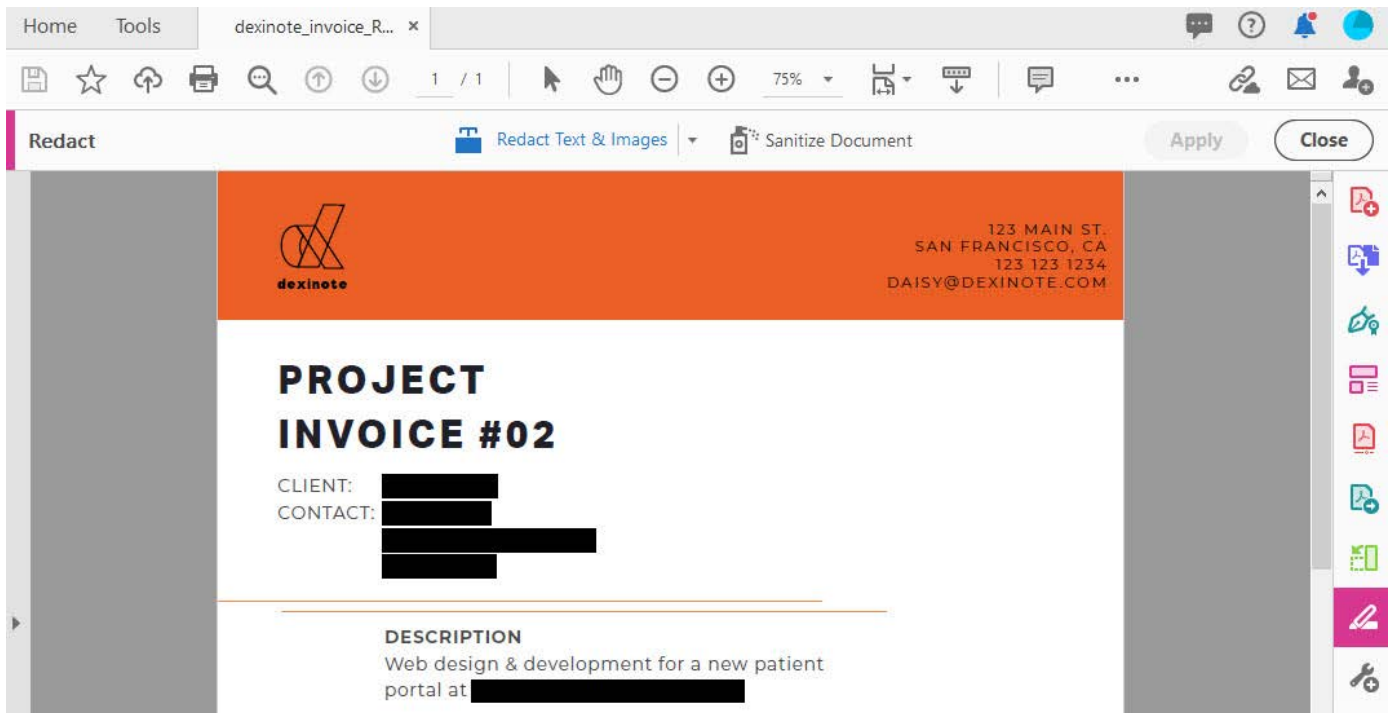 Home Tools dexinote_invoice_R... ×
1 / 1 75%
Redact Redact Text & Images Sanitize Document Apply Close
dexinote
123 MAIN ST.
SAN FRANCISCO, CA
123 123 1234
DAISY@DEXINOTE.COM
PROJECT
INVOICE #02
CLIENT:
CONTACT:
DESCRIPTION
Web design & development for a new patient
portal at